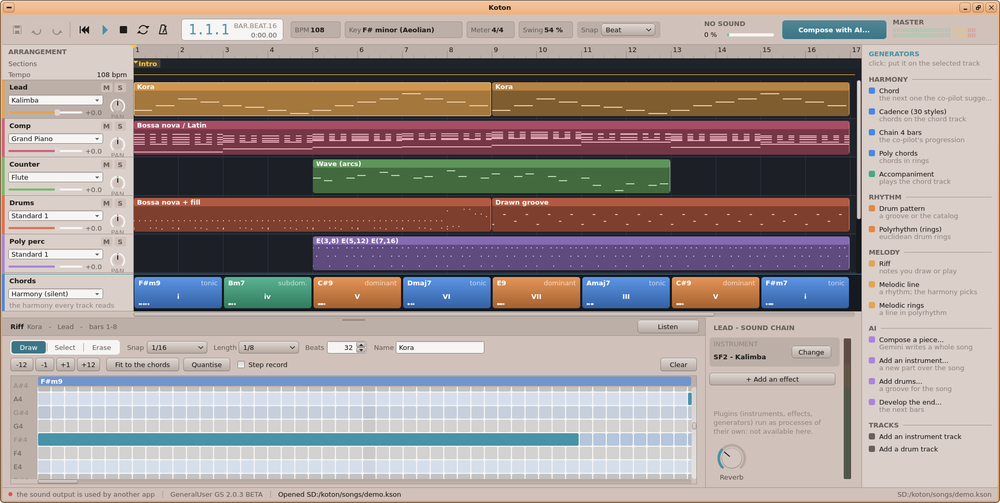 Koton
1.1.1
BAR.BEAT.16
0:00.00
BPM 108
Key F# minor (Aeolian)
Meter 4/4
Swing 54 %
Snap Beat
NO SOUND
0 %
Compose with AI...
MASTER
ARRANGEMENT
Sections
Tempo 108 bpm
1 2 3 4 5 6 7 8 9 10 11 12 13 14 15 16 17
Intro
Lead M S
Kalimba
+0.0 PAN
Kora Kora
Comp M S
Grand Piano
+0.0 PAN
Bossa nova / Latin
Counter M S
Flute
+0.0 PAN
Wave (arcs)
Drums M S
Standard 1
+0.0 PAN
Bossa nova + fill Drawn groove
Poly perc M S
Standard 1
+0.0 PAN
E(3,8) E(5,12) E(7,16)
Chords
Harmony (silent)
the harmony every track reads
F#m9 tonic Bm7 subdom. C#9 dominant Dmaj7 tonic E9 dominant Amaj7 tonic C#9 dominant F#m7 tonic
i iv V VI VII III V i
GENERATORS
click: put it on the selected track
HARMONY
Chord
the next one the co-pilot sugge...
Cadence (30 styles)
chords on the chord track
Chain 4 bars
the co-pilot's progression
Poly chords
chords in rings
Accompaniment
plays the chord track
RHYTHM
Drum pattern
a groove or the catalog
Polyrhythm (rings)
euclidean drum rings
MELODY
Riff
notes you draw or play
Melodic line
a rhythm; the harmony picks
Melodic rings
a line in polyrhythm
AI
Compose a piece...
Gemini writes a whole song
Add an instrument...
a new part over the song
Add drums...
a groove for the song
Develop the end...
the next bars
TRACKS
Add an instrument track
Add a drum track
Riff Kora - Lead - bars 1-8
Listen
Draw Select Erase Snap 1/16 Length 1/8 Beats 32 Name Kora
-12 -1 +1 +12 Fit to the chords Quantise Step record Clear
F#m9
A#4
A4
G#4
G4
F#4
F4
E4
D#4
LEAD - SOUND CHAIN
INSTRUMENT
SF2 - Kalimba
Change
+ Add an effect
Plugins (instruments, effects,
generators) run as processes of
their own: not available here.
Reverb
the sound output is used by another app
GeneralUser GS 2.0.3 BETA
Opened SD:/koton/songs/demo.kson
SD:/koton/songs/demo.kson